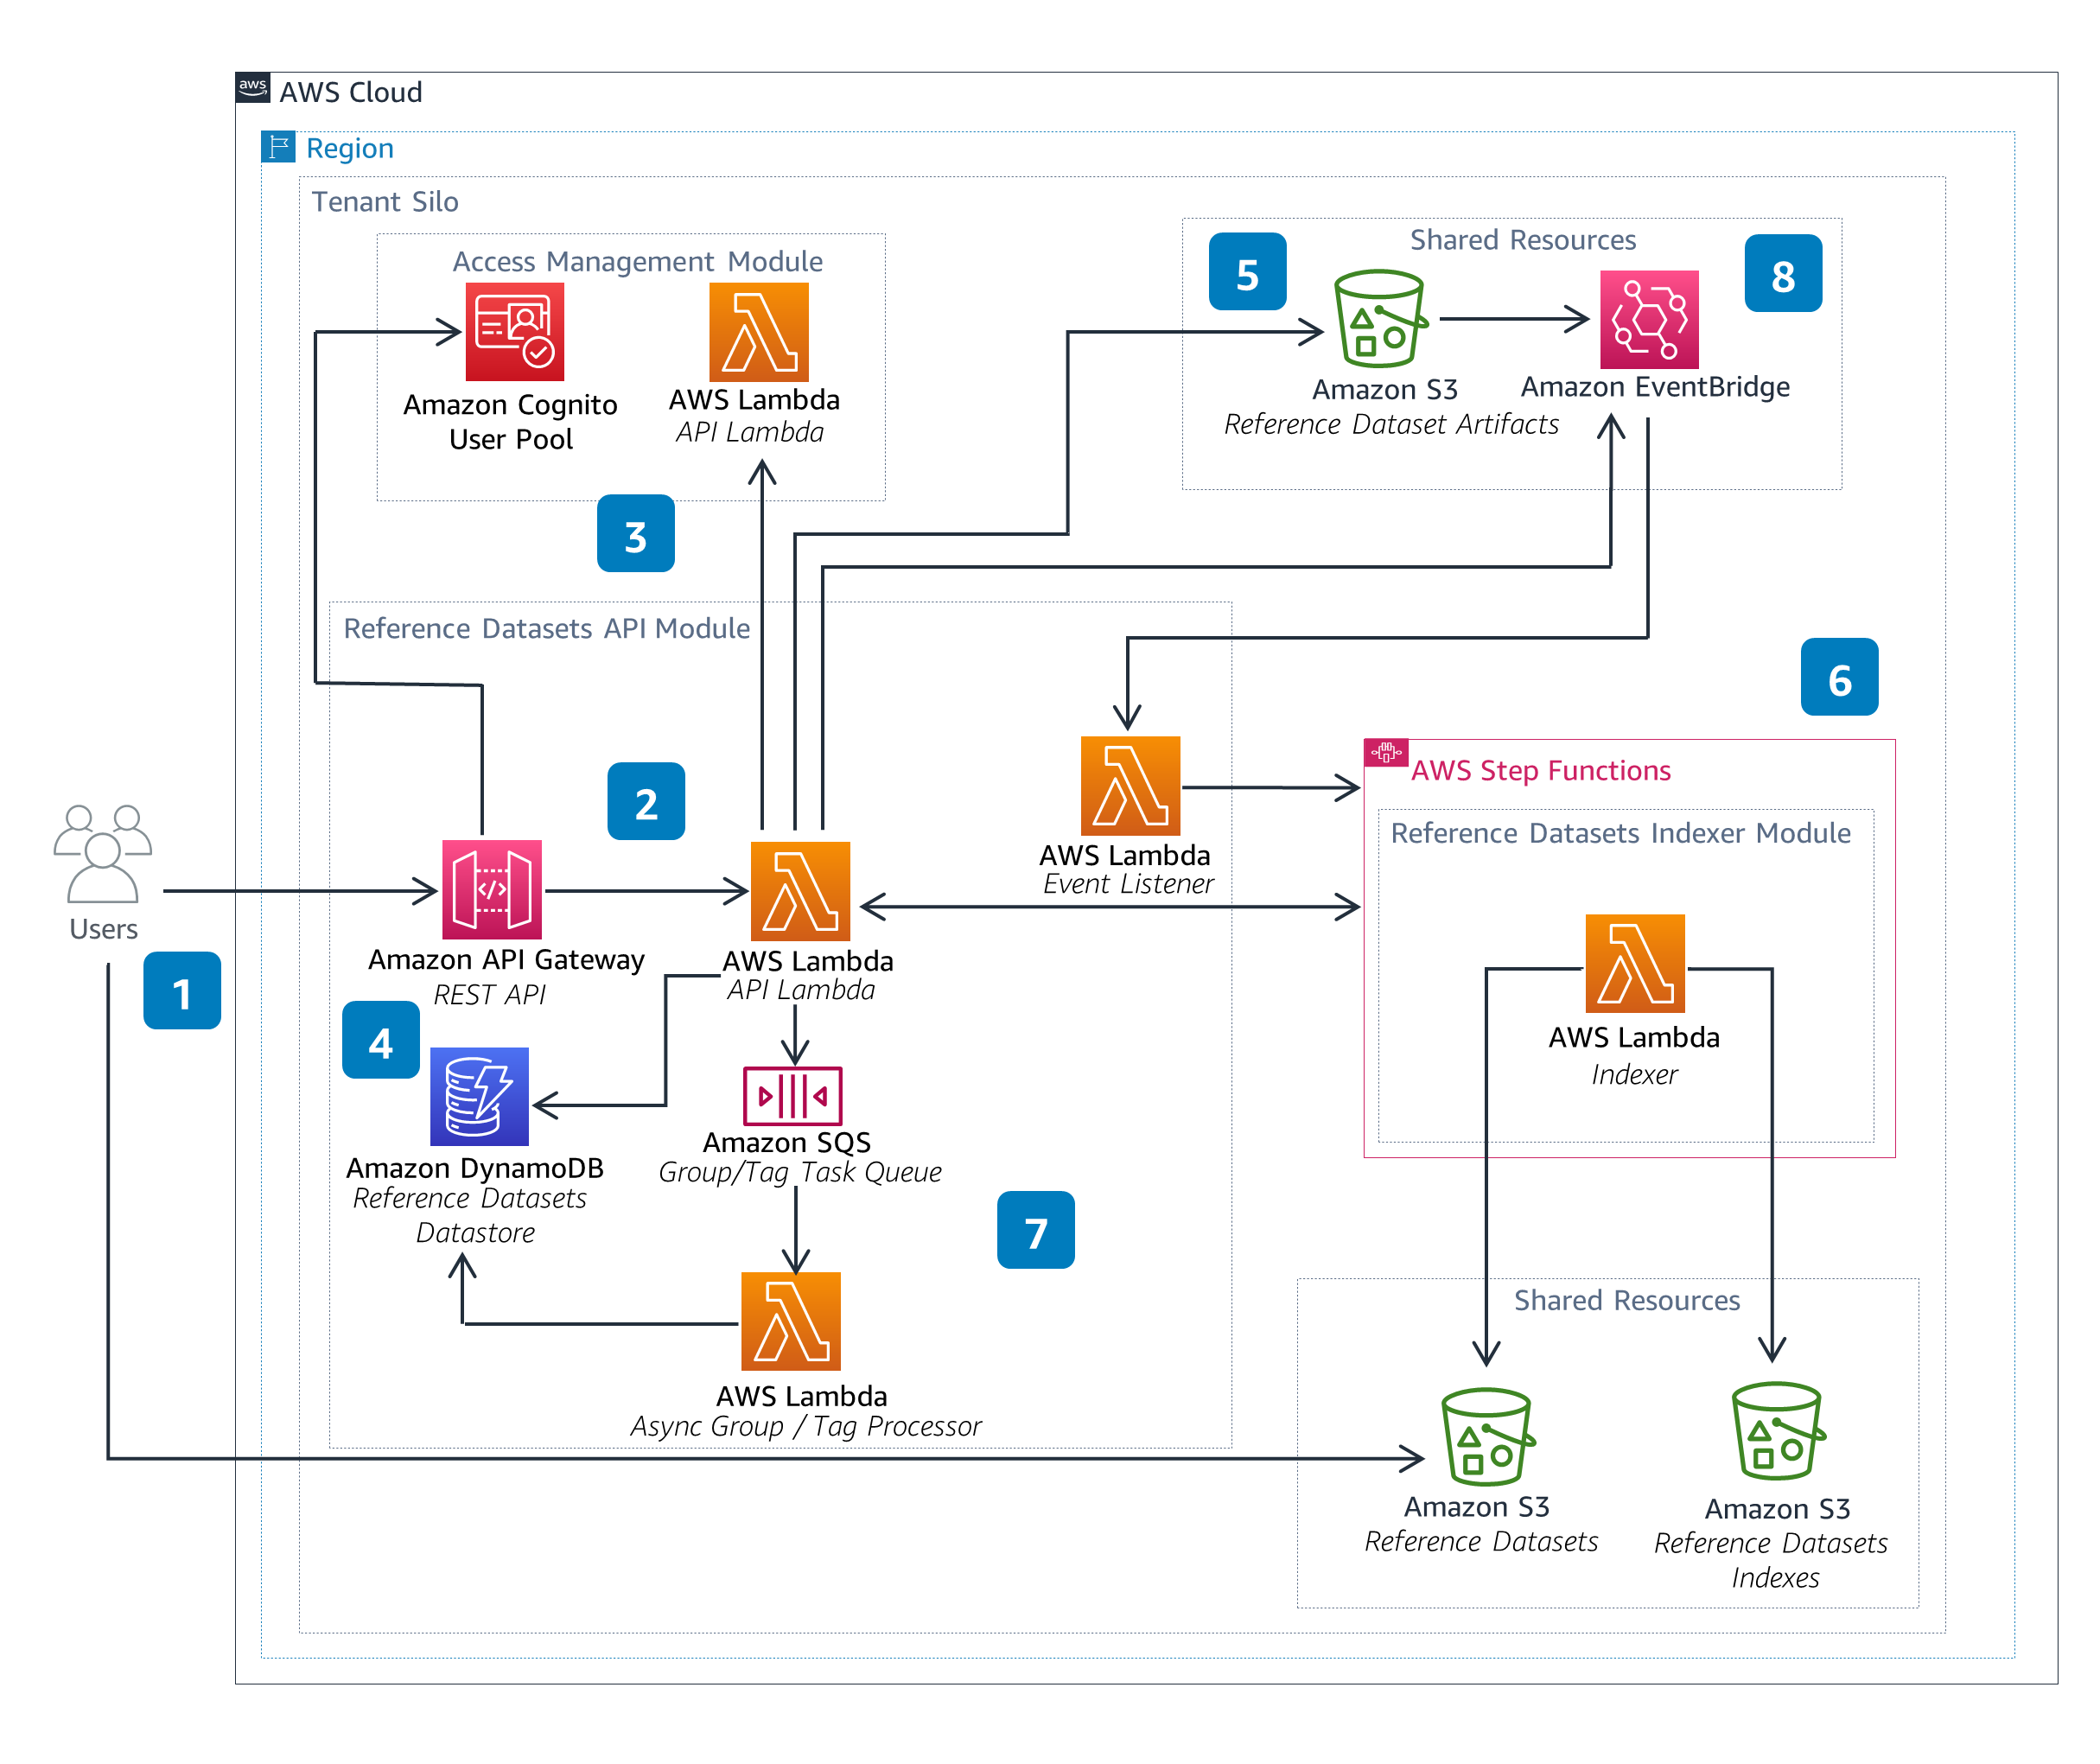 aws
AWS Cloud
Region
Tenant Silo
Access Management Module
Amazon Cognito
User Pool
AWS Lambda
API Lambda
3
Shared Resources
5
8
Amazon S3
Reference Dataset Artifacts
Amazon EventBridge
Reference Datasets API Module
Users
1
2
Amazon API Gateway
REST API
AWS Lambda
API Lambda
AWS Lambda
Event Listener
4
Amazon DynamoDB
Reference Datasets
Datastore
Amazon SQS
Group/Tag Task Queue
7
AWS Lambda
Async Group / Tag Processor
6
AWS Step Functions
Reference Datasets Indexer Module
AWS Lambda
Indexer
Shared Resources
Amazon S3
Reference Datasets
Amazon S3
Reference Datasets
Indexes